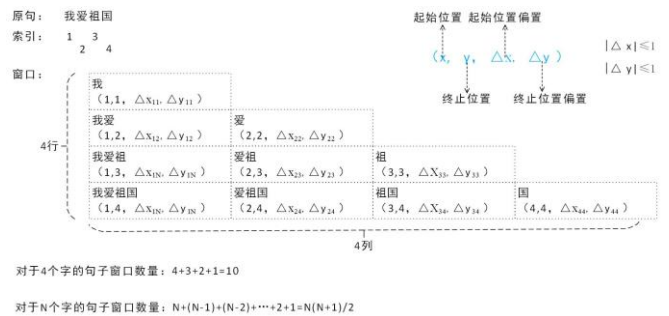 原句： 我爱祖国
索引： 1 3
2 4
起始位置 起始位置偏置
(x, y, △x, △y)
|△x|≤1
|△y|≤1
终止位置 终止位置偏置
窗口：
我
(1,1, △x₁₁, △y₁₁)
我爱 爱
(1,2, △x₁₂, △y₁₂) (2,2, △x₂₂, △y₂₂)
4行
我爱祖 爱祖 祖
(1,3, △x₁ₙ, △y₁ₙ) (2,3, △x₂₃, △y₂₃) (3,3, △X₃₃, △y₃₃)
我爱祖国 爱祖国 祖国 国
(1,4, △x₁ₙ, △y₁ₙ) (2,4, △x₂₄, △y₂₄) (3,4, △X₃₄, △y₃₄) (4,4, △x₄₄, △y₄₄)
4列
对于4个字的句子窗口数量：4+3+2+1=10
对于N个字的句子窗口数量：N+(N-1)+(N-2)+···+2+1=N(N+1)/2